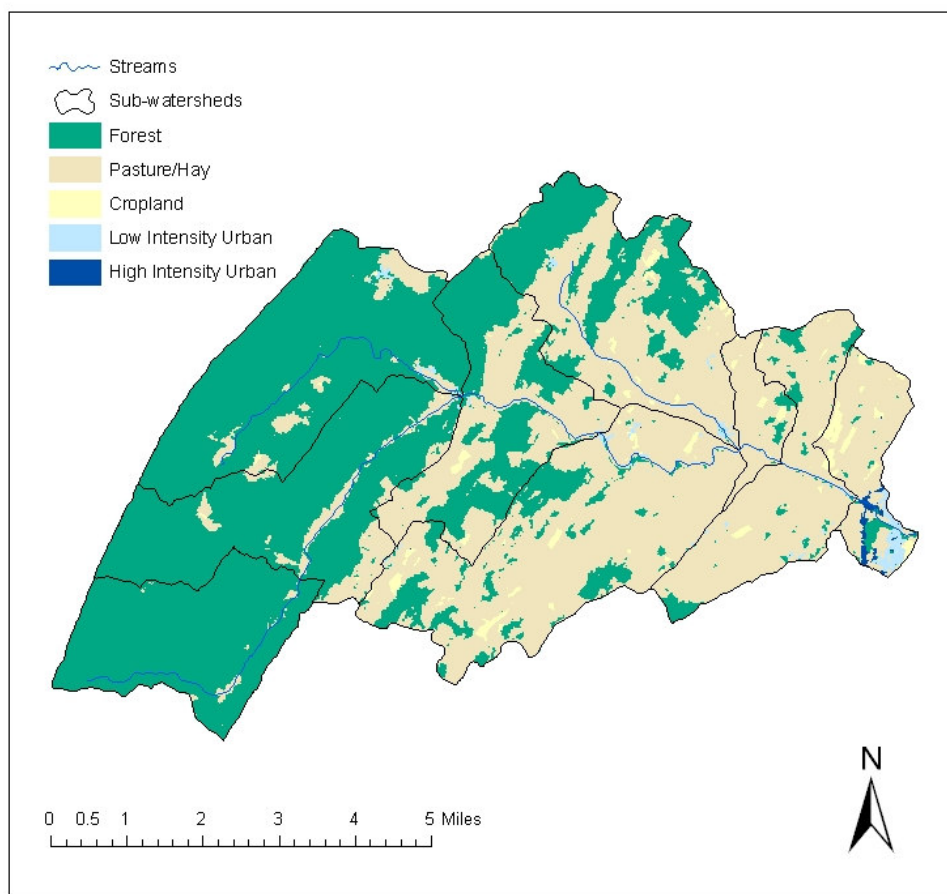 Streams
Sub-watersheds
Forest
Pasture/Hay
Cropland
Low Intensity Urban
High Intensity Urban
N
0 0.5 1 2 3 4 5 Miles